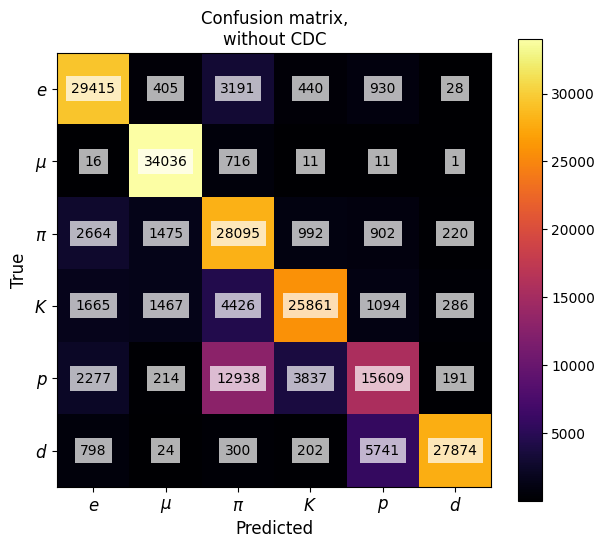 Confusion matrix,
without CDC
e 29415 405 3191 440 930 28
μ 16 34036 716 11 11 1
π 2664 1475 28095 992 902 220
K 1665 1467 4426 25861 1094 286
p 2277 214 12938 3837 15609 191
d 798 24 300 202 5741 27874
e μ π K p d
Predicted
True
30000
25000
20000
15000
10000
5000